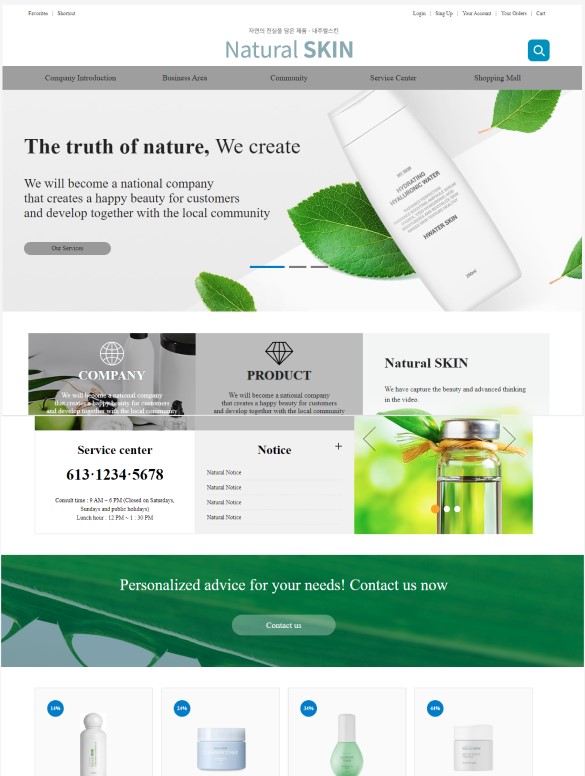 Favorites | Shortcut
Login | Sing Up | Your Account | Your Orders | Cart
자연의 진실을 담은 제품 - 내추럴스킨
Natural SKIN
Company Introduction
Business Area
Community
Service Center
Shopping Mall
The truth of nature, We create
We will become a national company
that creates a happy beauty for customers
and develop together with the local community
Our Services
MY SKIN
HYDRATING
HYALURONIC WATER
HWATER SKIN
200ml
COMPANY
We will become a national company
that creates a happy beauty for customers
and develop together with the local community
PRODUCT
We will become a national company
that creates a happy beauty for customers
and develop together with the local community
Natural SKIN
We have capture the beauty and advanced thinking
in the video.
Service center
613·1234·5678
Consult time : 9 AM ~ 6 PM (Closed on Saturdays,
Sundays and public holidays)
Lunch hour : 12 PM ~ 1 : 30 PM
Notice +
Natural Notice
Natural Notice
Natural Notice
Natural Notice
Personalized advice for your needs! Contact us now
Contact us
14%
24%
34%
44%